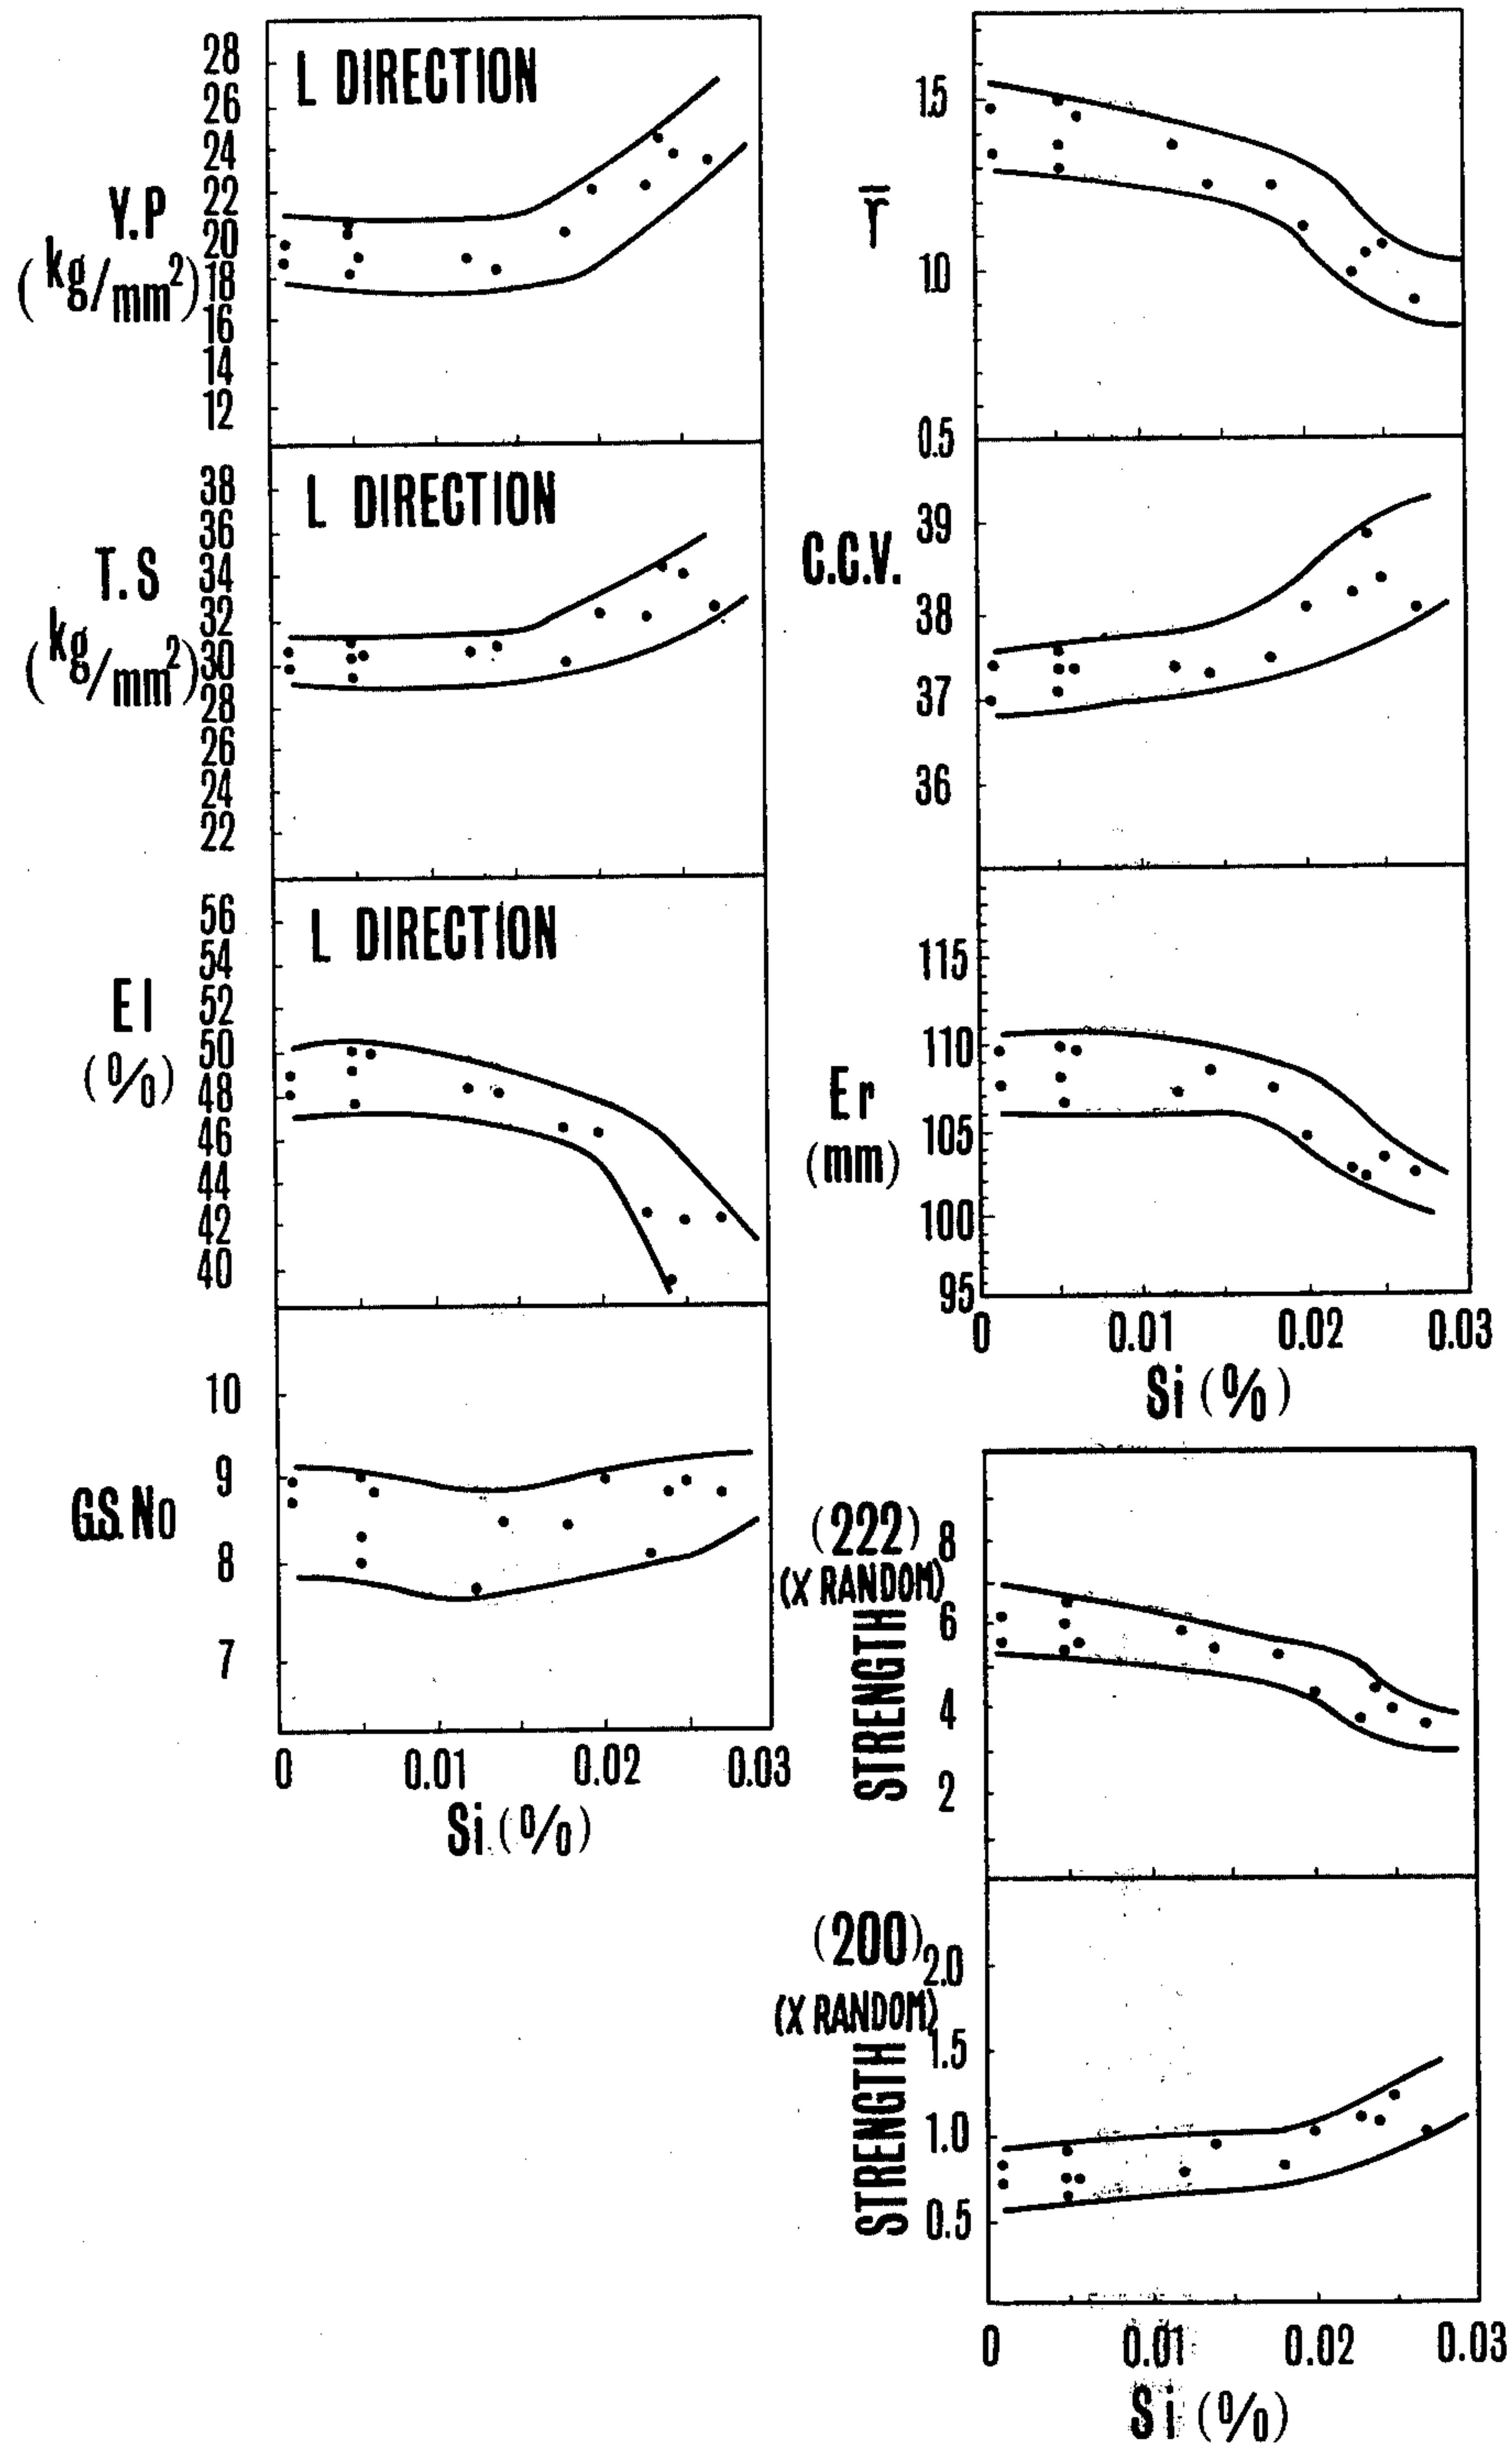 L DIRECTION
Y.P
(kg/mm²)
28
26
24
22
20
18
16
14
12
L DIRECTION
T.S
(kg/mm²)
38
36
34
32
30
28
26
24
22
L DIRECTION
El
(%)
56
54
52
50
48
46
44
42
40
G.S.No
10
9
8
7
0 0.01 0.02 0.03
Si (%)
r̄
1.5
1.0
0.5
C.C.V.
39
38
37
36
Er
(mm)
115
110
105
100
95
0 0.01 0.02 0.03
Si (%)
(222)
(X RANDOM)
STRENGTH
8
6
4
2
(200)
(X RANDOM)
STRENGTH
2.0
1.5
1.0
0.5
0 0.01 0.02 0.03
Si (%)